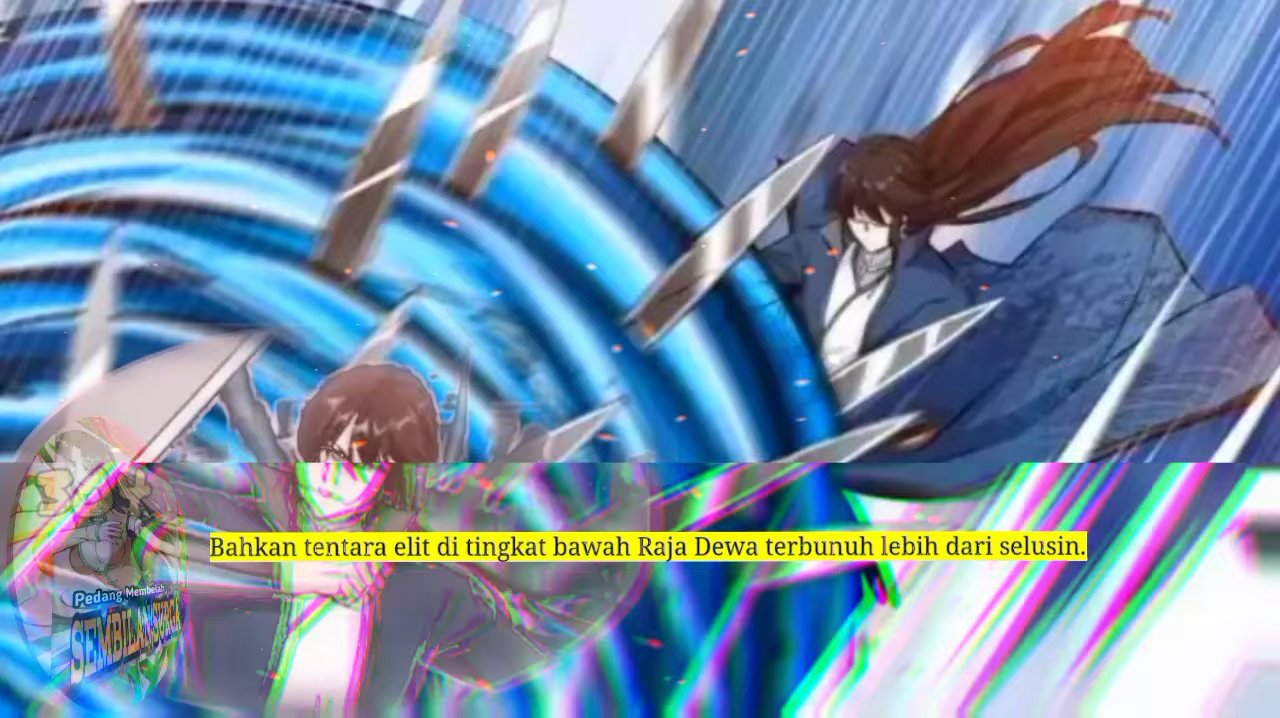 Bahkan tentara elit di tingkat bawah Raja Dewa terbunuh lebih dari selusin.
Pedang Membelah
SEMBILAN SURGA